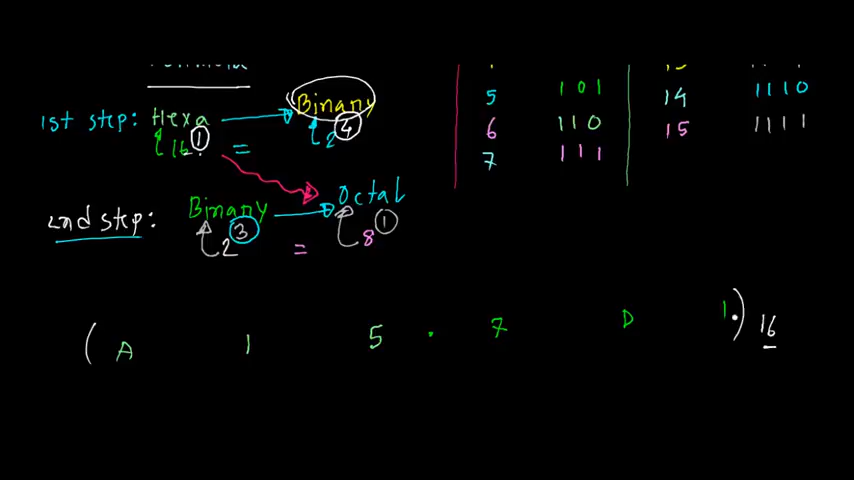 1st step: Hexa → Binary
16 1 = 2 4
2nd step: Binary → Octal
2 3 = 8 1
5 101 14 1110
6 110 15 1111
7 111
( A 1 5 . 7 D 1 ) 16